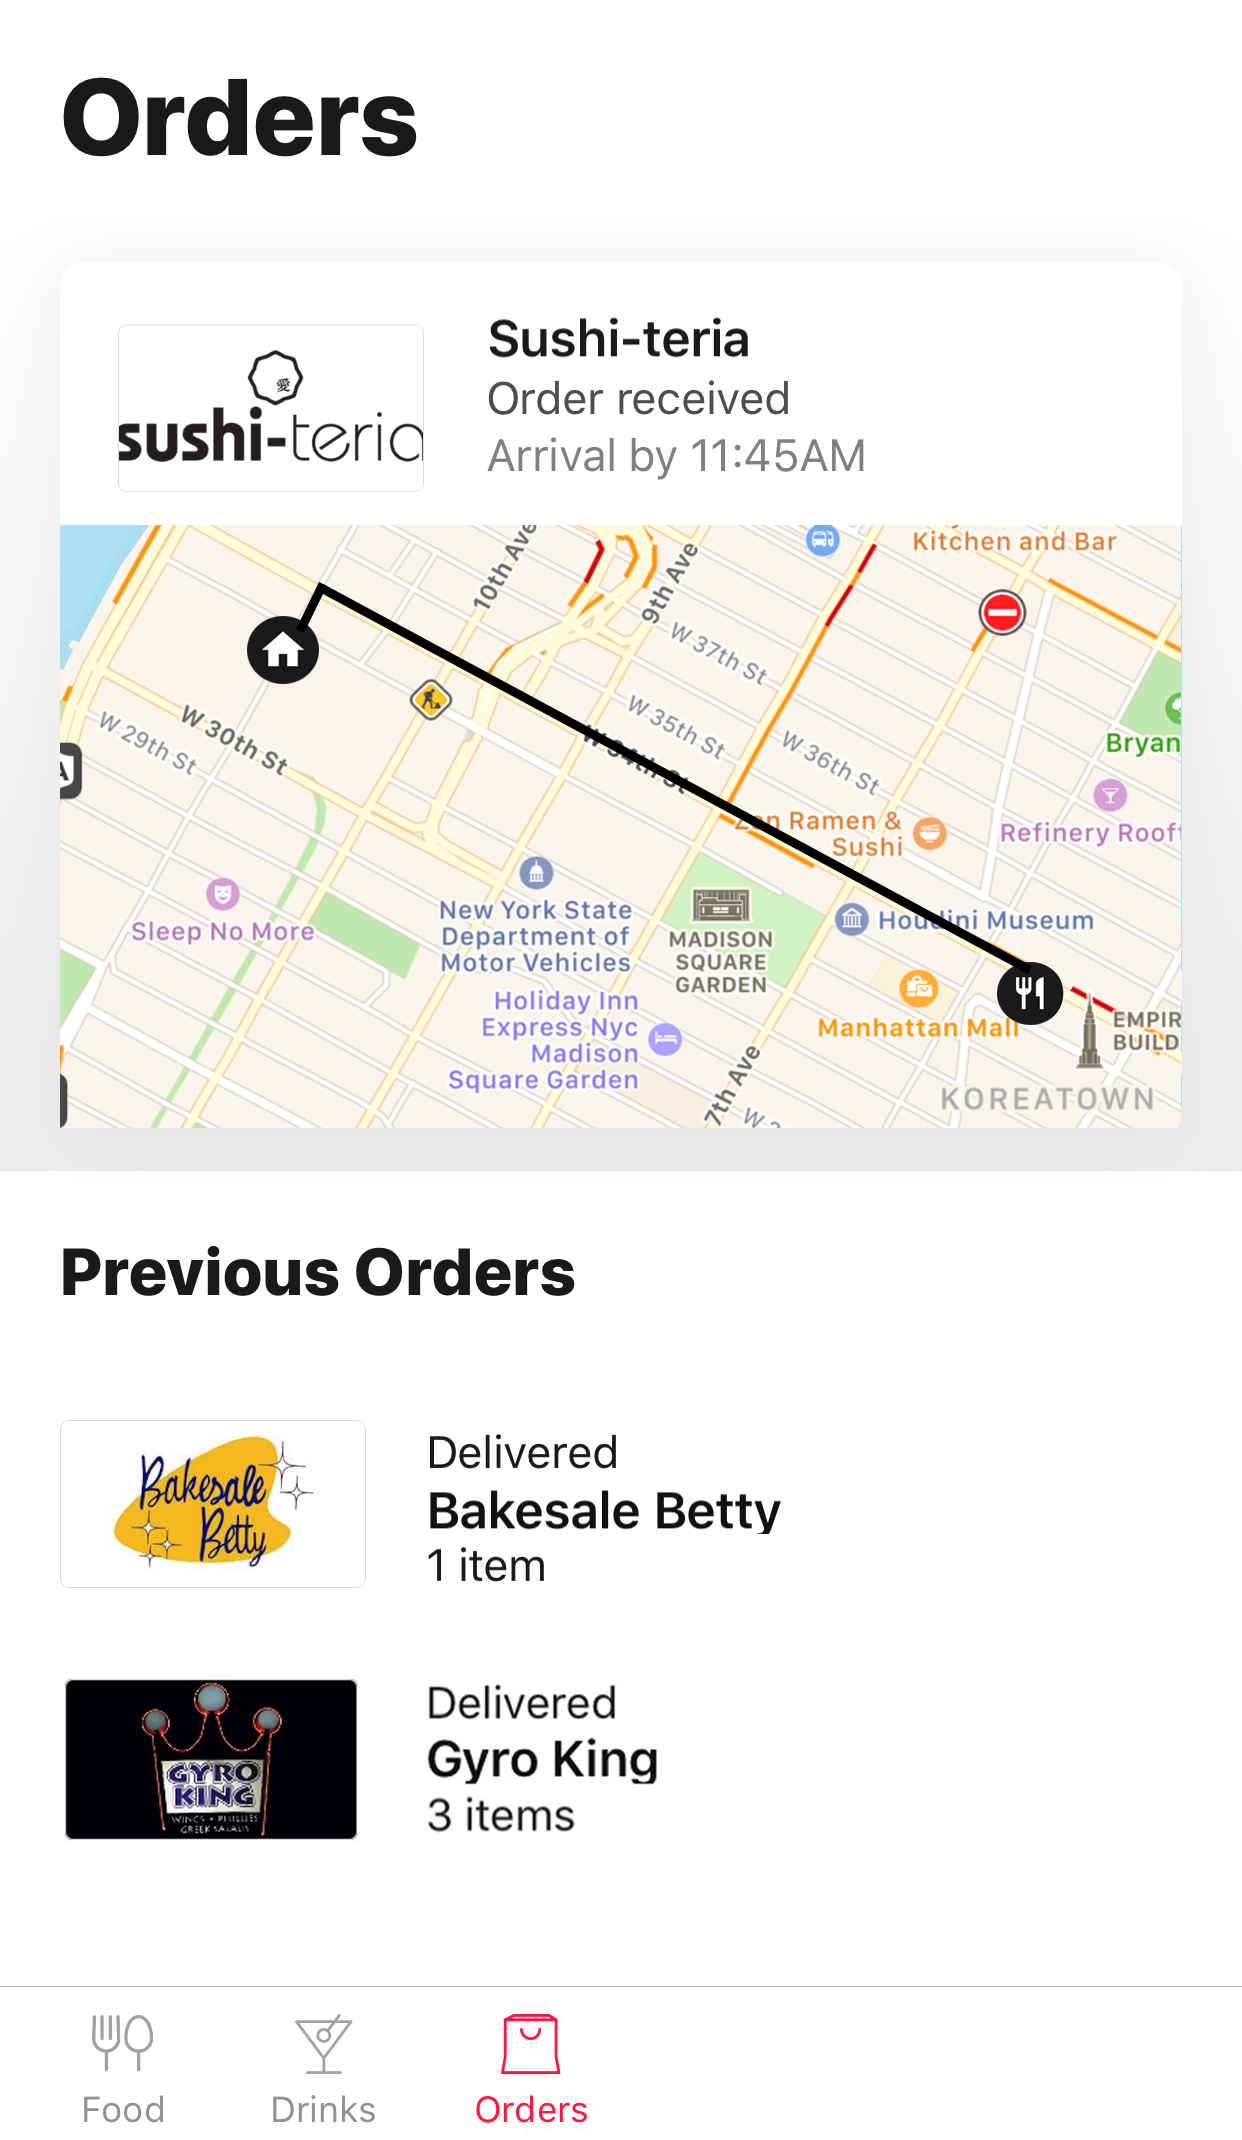 Orders
愛
sushi-teria
Sushi-teria
Order received
Arrival by 11:45AM
Kitchen and Bar
10th Ave
9th Ave
W 37th St
W 35th St
W 36th St
W 34th St
W 30th St
W 29th St
Bryan
Zen Ramen &
Sushi
Refinery Roof
Sleep No More
New York State
Department of
Motor Vehicles
MADISON
SQUARE
GARDEN
Houdini Museum
Holiday Inn
Express Nyc
Madison
Square Garden
Manhattan Mall
EMPIR
BUILD
7th Ave
KOREATOWN
Previous Orders
Bakesale
Betty
Delivered
Bakesale Betty
1 item
GYRO
KING
WINGS + PHILLIES
GREEK SALADS
Delivered
Gyro King
3 items
Food
Drinks
Orders